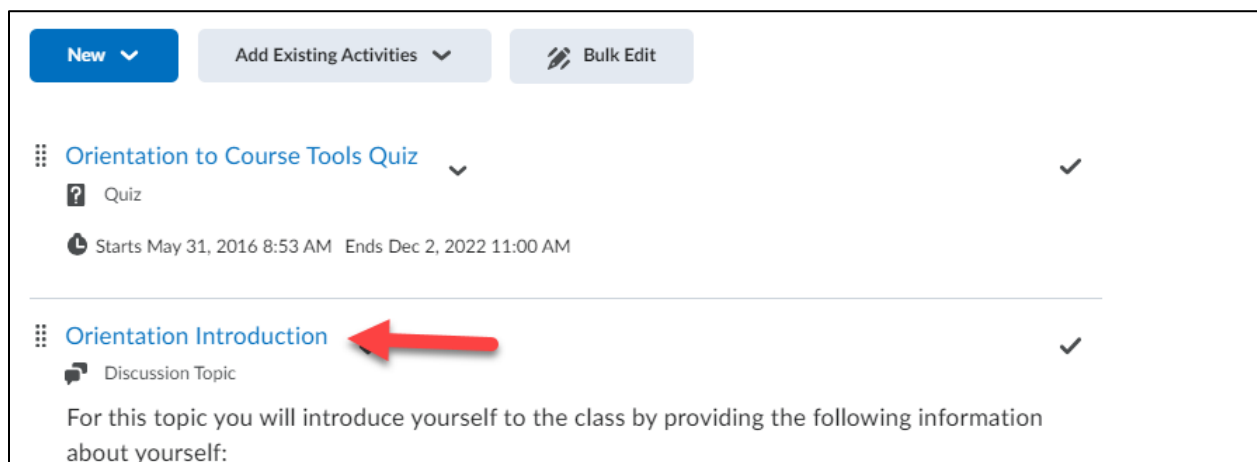 New
Add Existing Activities
Bulk Edit
Orientation to Course Tools Quiz
Quiz
Starts May 31, 2016 8:53 AM Ends Dec 2, 2022 11:00 AM
Orientation Introduction
Discussion Topic
For this topic you will introduce yourself to the class by providing the following information
about yourself: